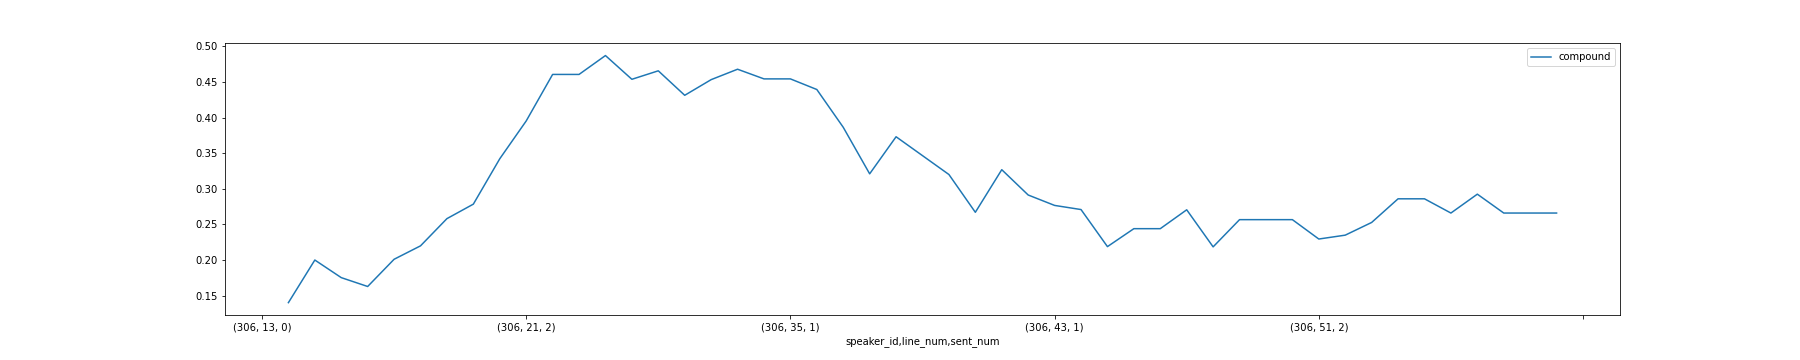 0.50
0.45
0.40
0.35
0.30
0.25
0.20
0.15
compound
(306, 13, 0) (306, 21, 2) (306, 35, 1) (306, 43, 1) (306, 51, 2)
speaker_id,line_num,sent_num